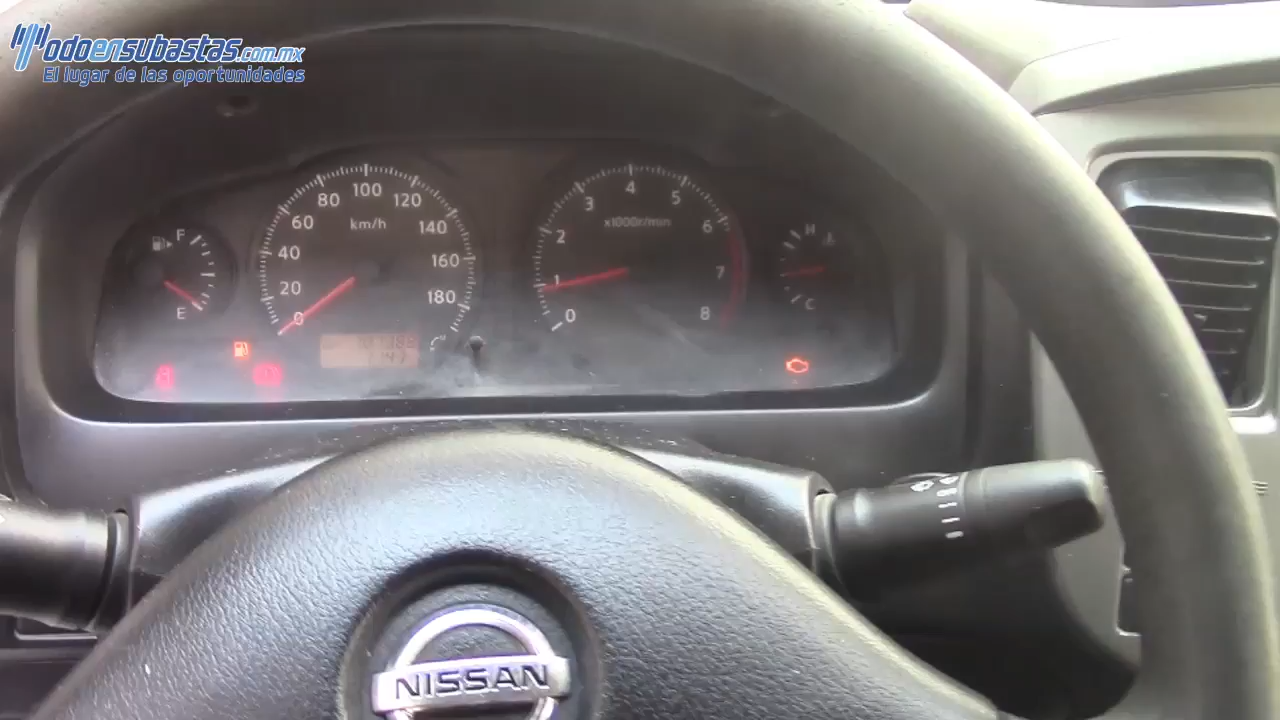 Todoensubastas.com.mx
El lugar de las oportunidades
F
E
0
20
40
60
80
100
120
140
160
180
km/h
0
1
2
3
4
5
6
7
8
x1000r/min
H
C
NISSAN